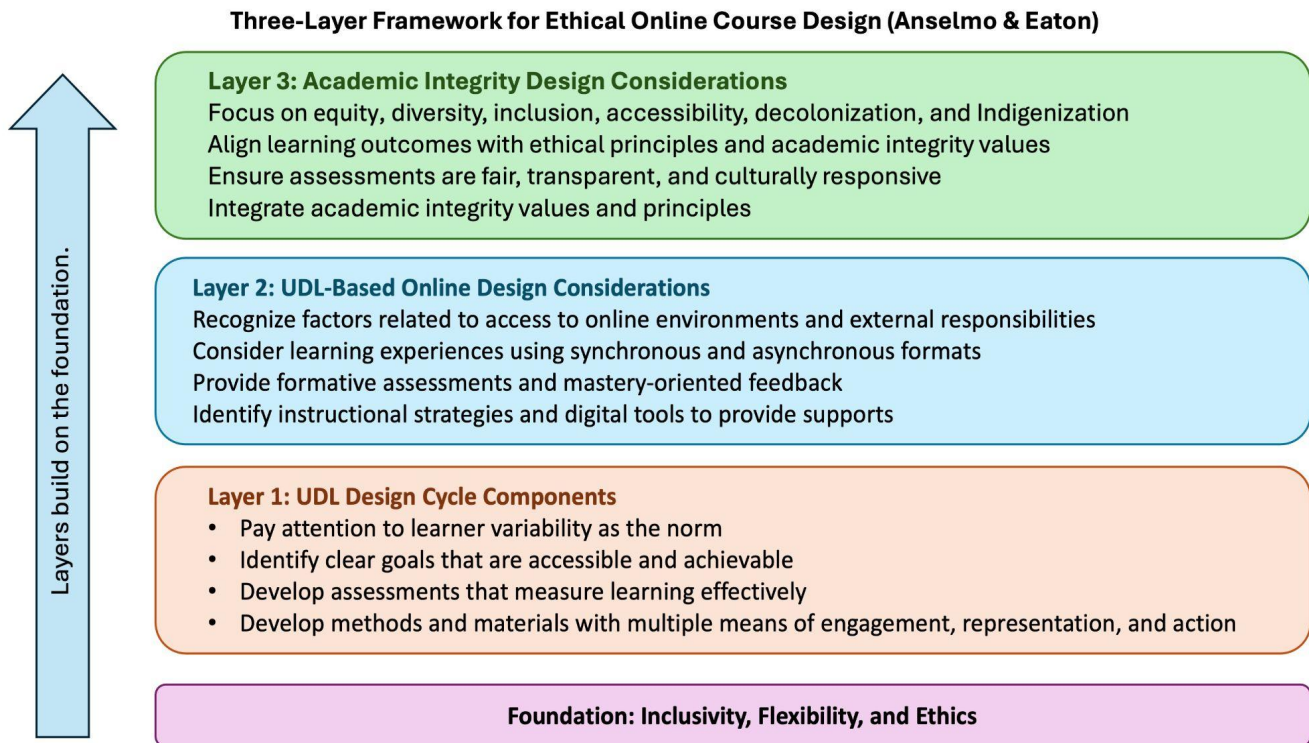 Three-Layer Framework for Ethical Online Course Design (Anselmo & Eaton)
Layer 3: Academic Integrity Design Considerations
Focus on equity, diversity, inclusion, accessibility, decolonization, and Indigenization
Align learning outcomes with ethical principles and academic integrity values
Ensure assessments are fair, transparent, and culturally responsive
Integrate academic integrity values and principles
Layers build on the foundation.
Layer 2: UDL-Based Online Design Considerations
Recognize factors related to access to online environments and external responsibilities
Consider learning experiences using synchronous and asynchronous formats
Provide formative assessments and mastery-oriented feedback
Identify instructional strategies and digital tools to provide supports
Layer 1: UDL Design Cycle Components
• Pay attention to learner variability as the norm
• Identify clear goals that are accessible and achievable
• Develop assessments that measure learning effectively
• Develop methods and materials with multiple means of engagement, representation, and action
Foundation: Inclusivity, Flexibility, and Ethics